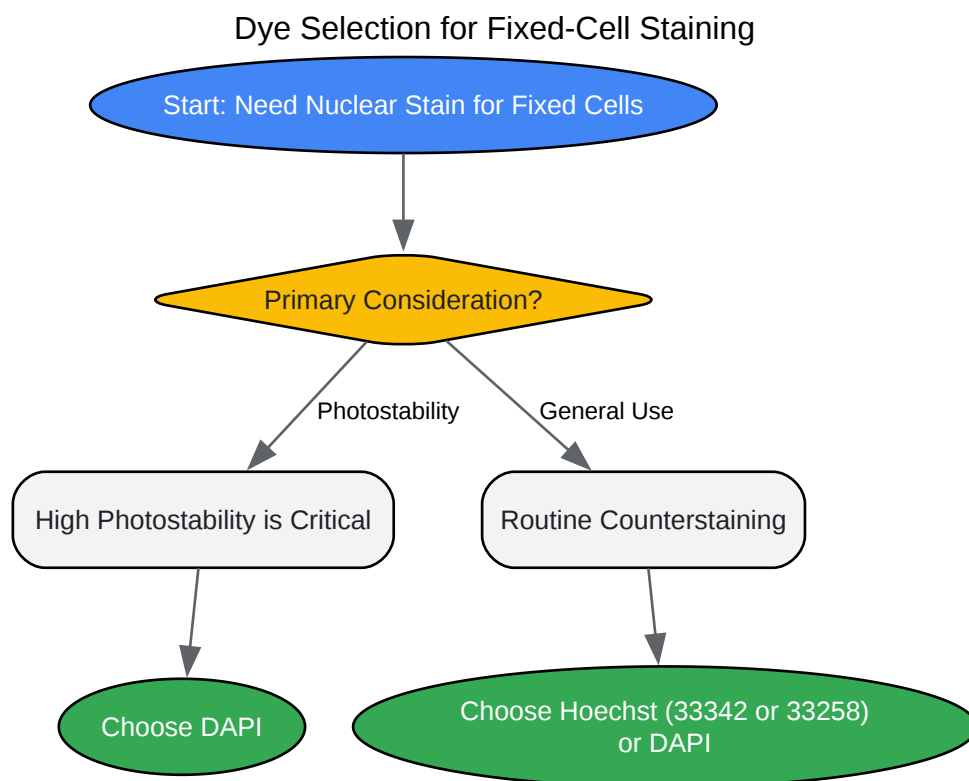 Dye Selection for Fixed-Cell Staining
Start: Need Nuclear Stain for Fixed Cells
Primary Consideration?
Photostability
General Use
High Photostability is Critical
Routine Counterstaining
Choose DAPI
Choose Hoechst (33342 or 33258)
or DAPI